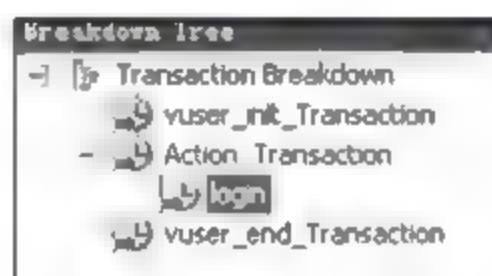 Breakdown Tree
Transaction Breakdown
vuser_init_Transaction
Action_Transaction
login
vuser_end_Transaction